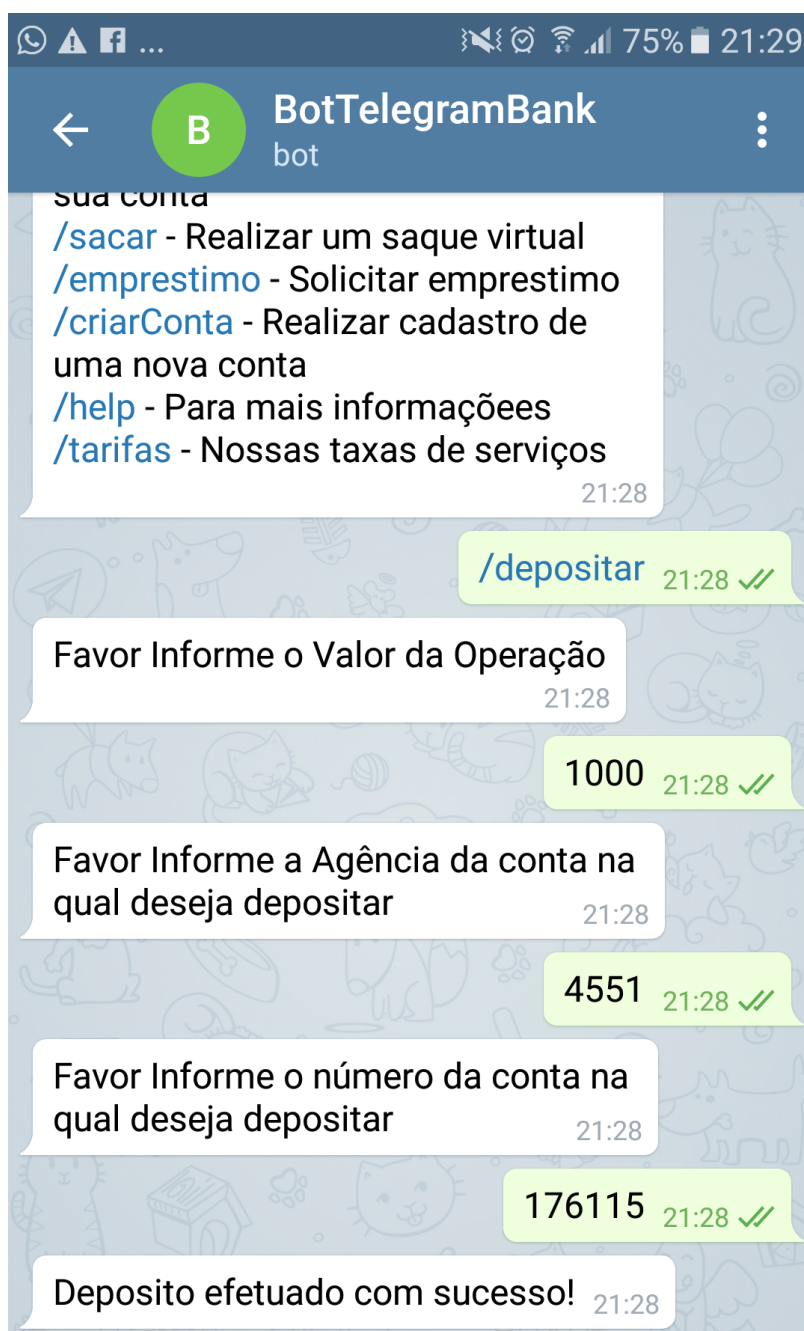 ... 75% 21:29
B
BotTelegramBank
bot
sua conta
/sacar - Realizar um saque virtual
/emprestimo - Solicitar emprestimo
/criarConta - Realizar cadastro de
uma nova conta
/help - Para mais informaçõees
/tarifas - Nossas taxas de serviços
21:28
/depositar 21:28
Favor Informe o Valor da Operação
21:28
1000 21:28
Favor Informe a Agência da conta na
qual deseja depositar 21:28
4551 21:28
Favor Informe o número da conta na
qual deseja depositar 21:28
176115 21:28
Deposito efetuado com sucesso! 21:28